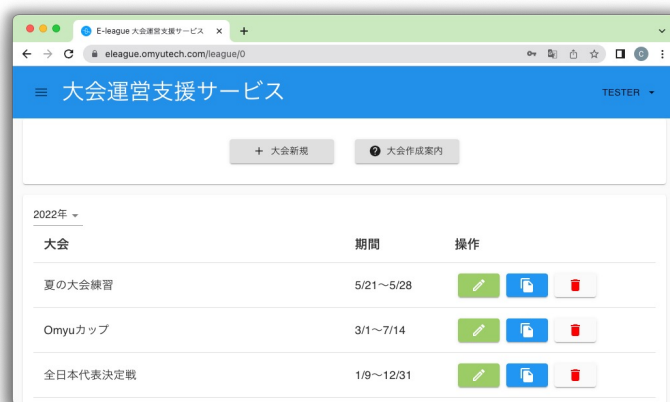 E-league 大会運営支援サービス
eleague.omyutech.com/league/0
C
大会運営支援サービス
TESTER
+ 大会新規
? 大会作成案内
2022年
大会 期間 操作
夏の大会練習 5/21〜5/28
Omyuカップ 3/1〜7/14
全日本代表決定戦 1/9〜12/31